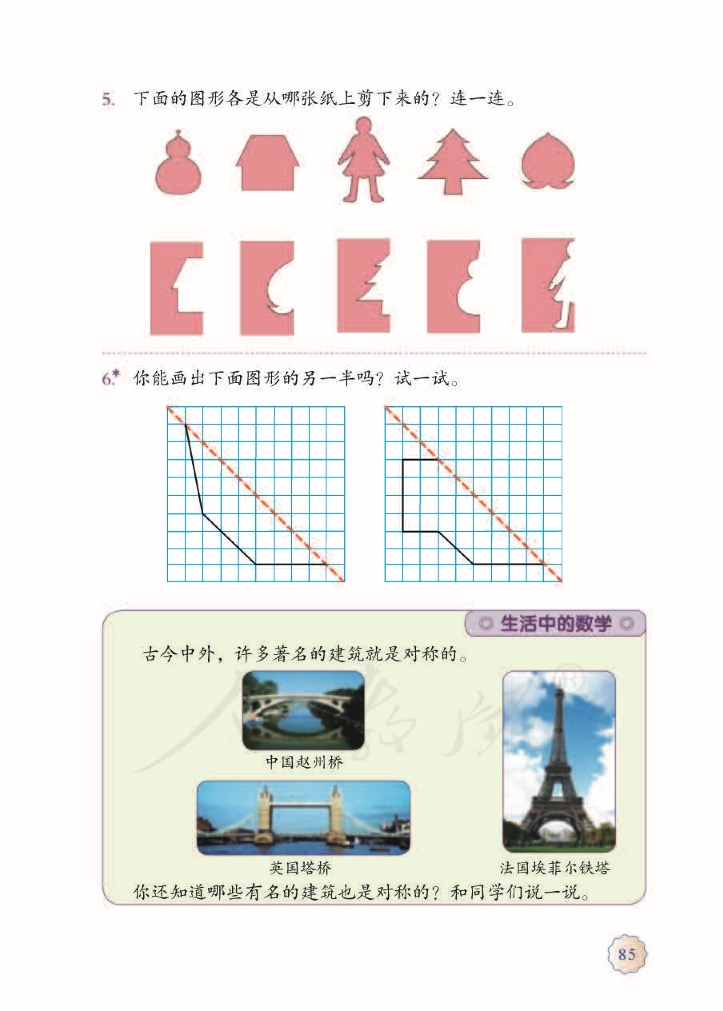 5. 下面的图形各是从哪张纸上剪下来的？连一连。
6.* 你能画出下面图形的另一半吗？试一试。
◎ 生活中的数学 ◎
古今中外，许多著名的建筑就是对称的。
中国赵州桥
英国塔桥
法国埃菲尔铁塔
你还知道哪些有名的建筑也是对称的？和同学们说一说。
85